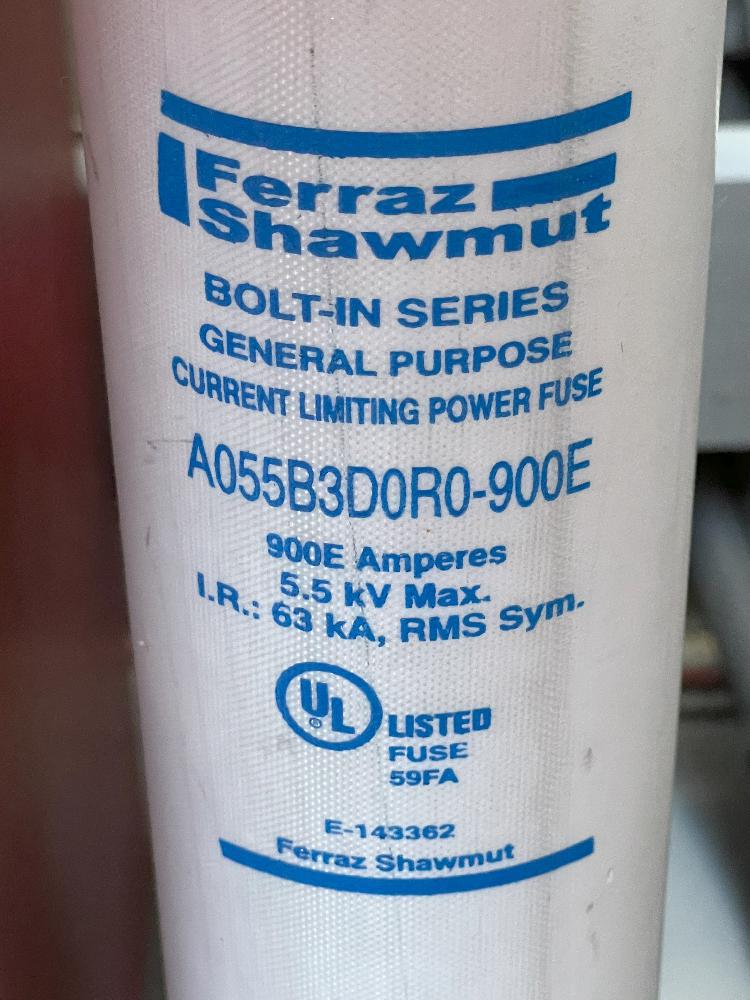 Ferraz
Shawmut
BOLT-IN SERIES
GENERAL PURPOSE
CURRENT LIMITING POWER FUSE
A055B3D0R0-900E
900E Amperes
5.5 kV Max.
I.R.: 63 kA, RMS Sym.
UL ®
LISTED
FUSE
59FA
E-143362
Ferraz Shawmut